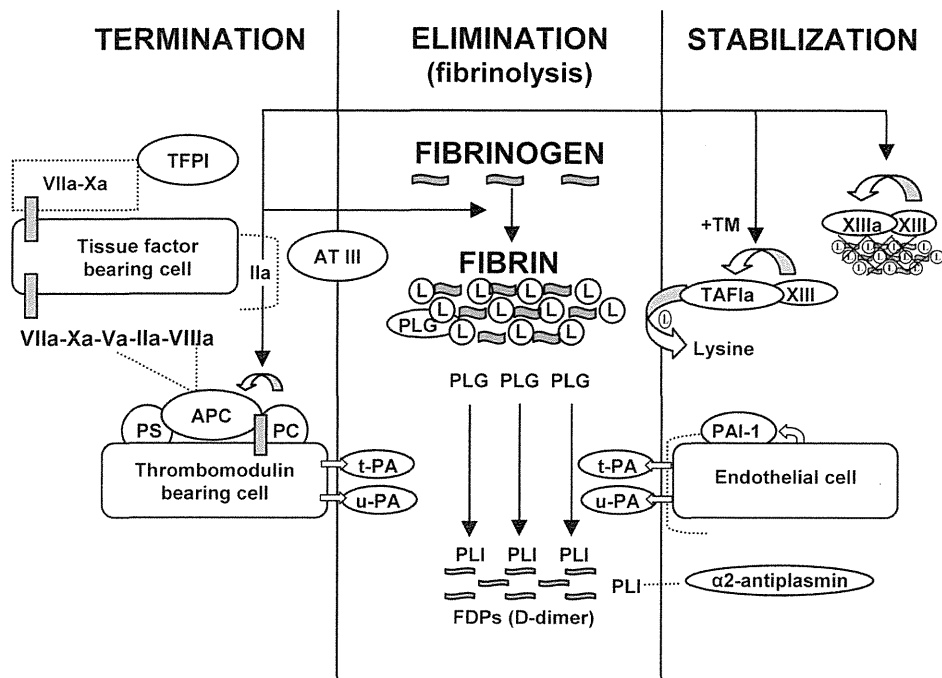 TERMINATION
ELIMINATION
(fibrinolysis)
STABILIZATION
TFPI
VIIa-Xa
Tissue factor
bearing cell
IIa
AT III
VIIa-Xa-Va-IIa-VIIIa
PS
APC
PC
Thrombomodulin
bearing cell
t-PA
u-PA
FIBRINOGEN
FIBRIN
L L L L
L L L
PLG
L L L
PLG PLG PLG
PLI PLI PLI
FDPs (D-dimer)
PLI
α2-antiplasmin
+TM
XIIIa
XIII
L L L
L L L L
L L L
TAFIa
XIII
L
Lysine
PAI-1
t-PA
u-PA
Endothelial cell